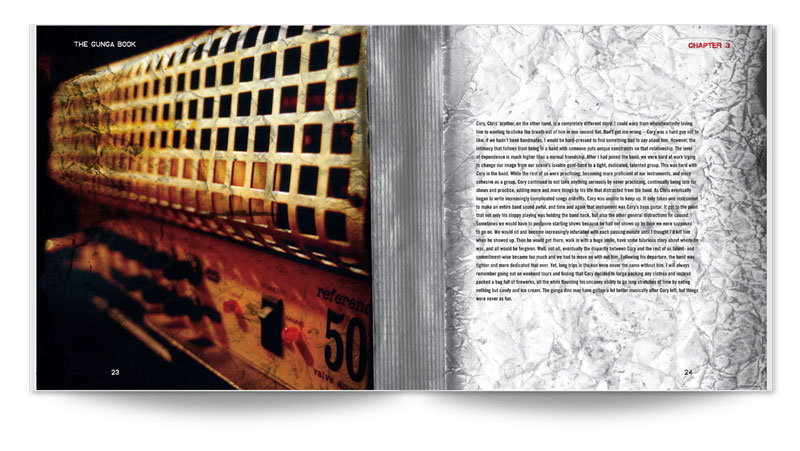 THE GUNGA BOOK
reference
50
valve
23
CHAPTER 3
Cory, Chris' brother, on the other hand, is a completely different story. I could vary from wholeheartedly loving
him to wanting to choke the breath out of him in one second flat. Don't get me wrong—Cory was a hard guy not to
like; if we hadn't been bandmates, I would be hard-pressed to find something bad to say about him. However, the
intimacy that follows from being in a band with someone puts unique constraints on that relationship. The level
of dependence is much higher than a normal friendship. After I had joined the band, we were hard at work trying
to change our image from our scene's lovable goof-band to a tight, dedicated, talented group. This was hard with
Cory in the band. While the rest of us were practicing, becoming more proficient at our instruments, and more
cohesive as a group, Cory continued to not take anything seriously by never practicing, continually being late for
shows and practice, adding more and more things to his life that distracted from the band. As Chris eventually
began to write increasingly complicated songs and riffs, Cory was unable to keep up. It only takes one instrument
to make an entire band sound awful, and time and again that instrument was Cory's bass guitar. It got to the point
that not only his sloppy playing was holding the band back, but also the other general distractions he caused.
Sometimes we would have to postpone starting shows because he had not shown up by time we were supposed
to go on. We would sit and become increasingly infuriated with each passing minute until I thought I'd kill him
when he showed up. Then he would get there, walk in with a huge smile, have some hilarious story about where he
was, and all would be forgiven. Well, not all, eventually the disparity between Cory and the rest of us talent- and
commitment-wise became too much and we had to move on without him. Following his departure, the band was
tighter and more dedicated than ever. Yet, long trips in the van were never the same without him. I will always
remember going out on weekend tours and finding that Cory decided to forgo packing any clothes and instead
packed a bag full of fireworks, all the while flaunting his uncanny ability to go long stretches of time by eating
nothing but candy and ice cream. The gunga dins may have gotten a lot better musically after Cory left, but things
were never as fun.
24